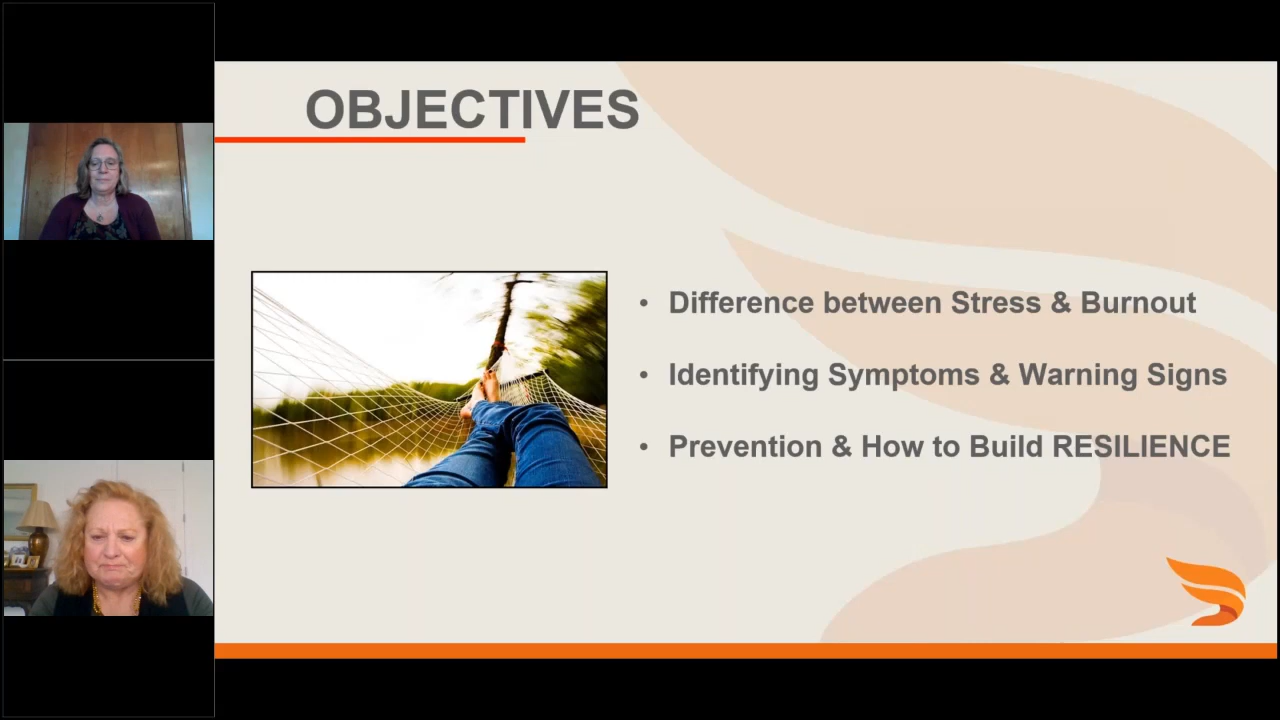 OBJECTIVES
• Difference between Stress & Burnout
• Identifying Symptoms & Warning Signs
• Prevention & How to Build RESILIENCE